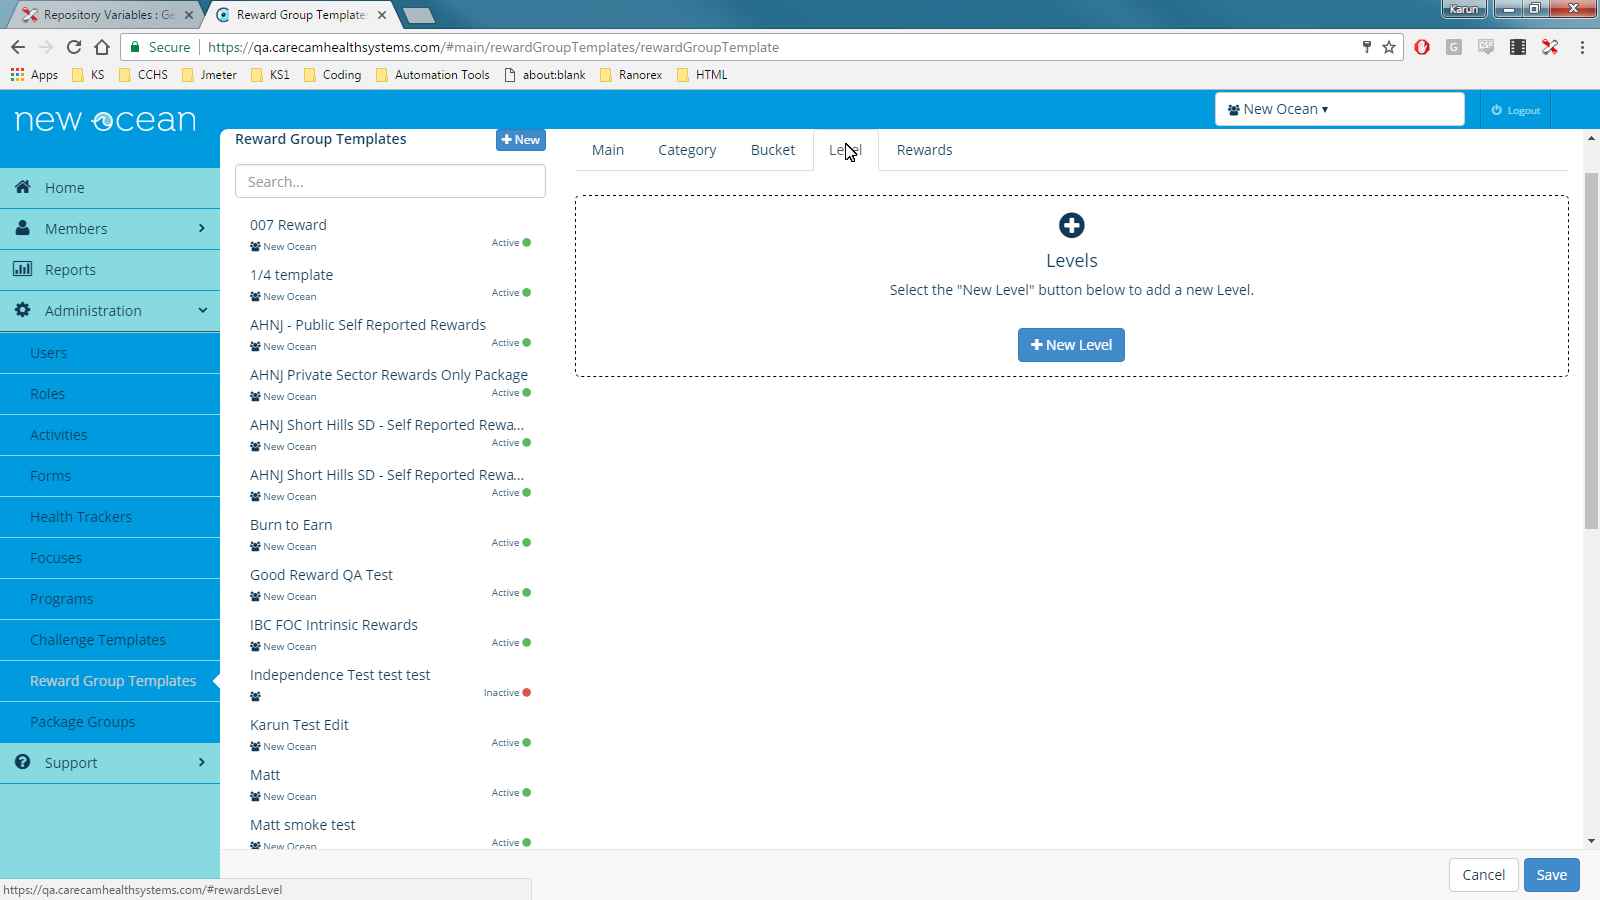 Repository Variables : Ge
Reward Group Template
Karun
Secure
https://qa.carecamhealthsystems.com/#main/rewardGroupTemplates/rewardGroupTemplate
Apps
KS
CCHS
Jmeter
KS1
Coding
Automation Tools
about:blank
Ranorex
HTML
new ocean
New Ocean
Logout
Home
Members
Reports
Administration
Users
Roles
Activities
Forms
Health Trackers
Focuses
Programs
Challenge Templates
Reward Group Templates
Package Groups
Support
Reward Group Templates
New
Search...
007 Reward
New Ocean
Active
1/4 template
New Ocean
Active
AHNJ - Public Self Reported Rewards
New Ocean
Active
AHNJ Private Sector Rewards Only Package
New Ocean
Active
AHNJ Short Hills SD - Self Reported Rewa...
New Ocean
Active
AHNJ Short Hills SD - Self Reported Rewa...
New Ocean
Active
Burn to Earn
New Ocean
Active
Good Reward QA Test
New Ocean
Active
IBC FOC Intrinsic Rewards
New Ocean
Active
Independence Test test test
Inactive
Karun Test Edit
New Ocean
Active
Matt
New Ocean
Active
Matt smoke test
New Ocean
Active
Main
Category
Bucket
Level
Rewards
Levels
Select the "New Level" button below to add a new Level.
New Level
Cancel
Save
https://qa.carecamhealthsystems.com/#rewardsLevel